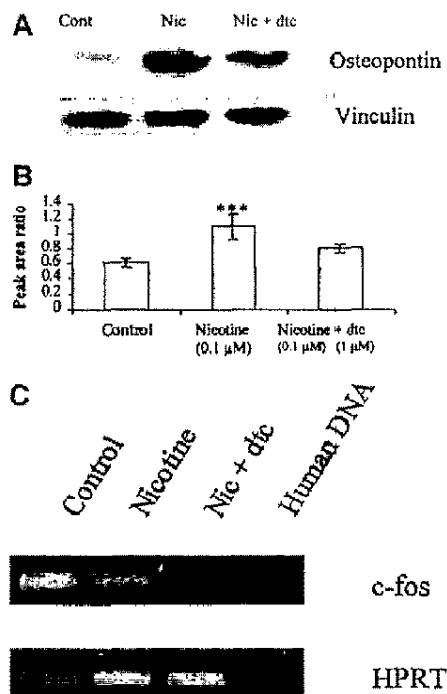 A
Cont Nic Nic + dtc
Osteopontin
Vinculin
B
Peak area ratio
1.4
1.2
1
0.8
0.6
0.4
0.2
0
***
Control Nicotine Nicotine + dtc
(0.1 µM) (0.1 µM) (1 µM)
C
Control
Nicotine
Nic + dtc
Human DNA
c-fos
HPRT